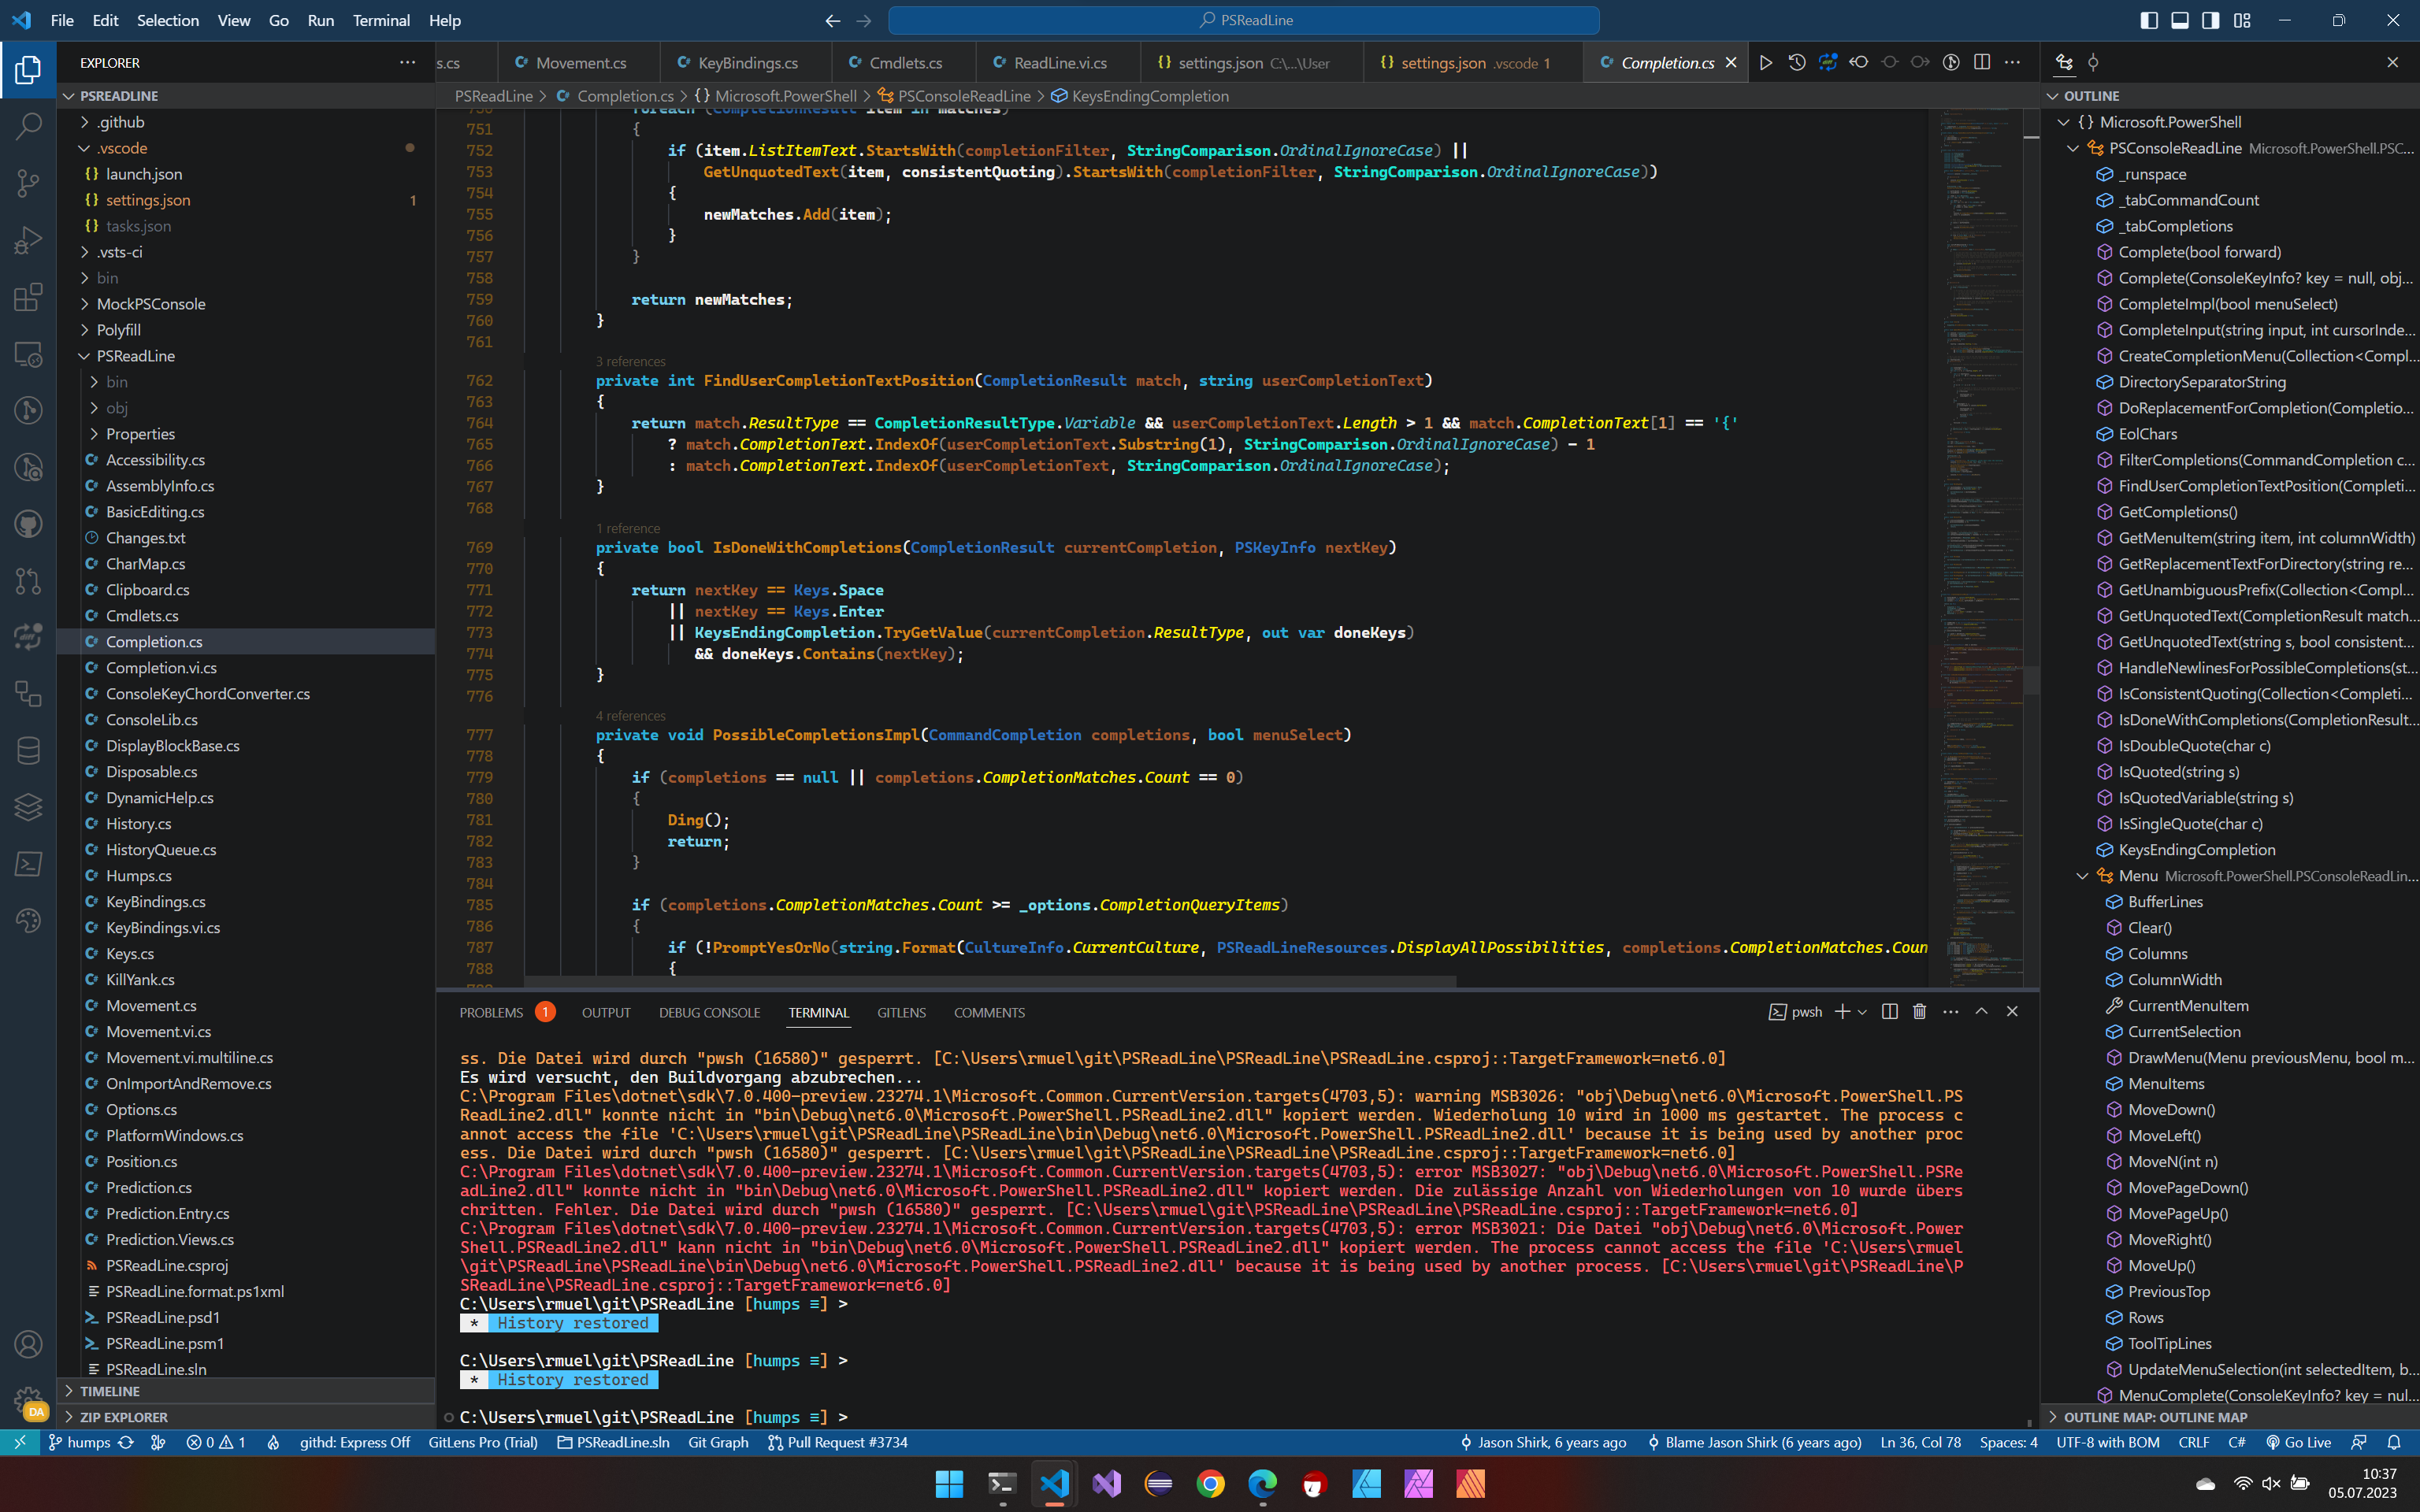 File Edit Selection View Go Run Terminal Help
PSReadLine
EXPLORER
s.cs
Movement.cs
KeyBindings.cs
Cmdlets.cs
ReadLine.vi.cs
settings.json C:\...\User
settings.json .vscode 1
Completion.cs
PSREADLINE
.github
.vscode
launch.json
settings.json 1
tasks.json
.vsts-ci
bin
MockPSConsole
Polyfill
PSReadLine
bin
obj
Properties
Accessibility.cs
AssemblyInfo.cs
BasicEditing.cs
Changes.txt
CharMap.cs
Clipboard.cs
Cmdlets.cs
Completion.cs
Completion.vi.cs
ConsoleKeyChordConverter.cs
ConsoleLib.cs
DisplayBlockBase.cs
Disposable.cs
DynamicHelp.cs
History.cs
HistoryQueue.cs
Humps.cs
KeyBindings.cs
KeyBindings.vi.cs
Keys.cs
KillYank.cs
Movement.cs
Movement.vi.cs
Movement.vi.multiline.cs
OnImportAndRemove.cs
Options.cs
PlatformWindows.cs
Position.cs
Prediction.cs
Prediction.Entry.cs
Prediction.Views.cs
PSReadLine.csproj
PSReadLine.format.ps1xml
PSReadLine.psd1
PSReadLine.psm1
PSReadLine.sln
TIMELINE
ZIP EXPLORER
PSReadLine > Completion.cs > {} Microsoft.PowerShell > PSConsoleReadLine > KeysEndingCompletion
750 foreach (CompletionResult item in matches)
751 {
752 if (item.ListItemText.StartsWith(completionFilter, StringComparison.OrdinalIgnoreCase) ||
753 GetUnquotedText(item, consistentQuoting).StartsWith(completionFilter, StringComparison.OrdinalIgnoreCase))
754 {
755 newMatches.Add(item);
756 }
757 }
758
759 return newMatches;
760 }
761
3 references
762 private int FindUserCompletionTextPosition(CompletionResult match, string userCompletionText)
763 {
764 return match.ResultType == CompletionResultType.Variable && userCompletionText.Length > 1 && match.CompletionText[1] == '{'
765 ? match.CompletionText.IndexOf(userCompletionText.Substring(1), StringComparison.OrdinalIgnoreCase) - 1
766 : match.CompletionText.IndexOf(userCompletionText, StringComparison.OrdinalIgnoreCase);
767 }
768
1 reference
769 private bool IsDoneWithCompletions(CompletionResult currentCompletion, PSKeyInfo nextKey)
770 {
771 return nextKey == Keys.Space
772 || nextKey == Keys.Enter
773 || KeysEndingCompletion.TryGetValue(currentCompletion.ResultType, out var doneKeys)
774 && doneKeys.Contains(nextKey);
775 }
776
4 references
777 private void PossibleCompletionsImpl(CommandCompletion completions, bool menuSelect)
778 {
779 if (completions == null || completions.CompletionMatches.Count == 0)
780 {
781 Ding();
782 return;
783 }
784
785 if (completions.CompletionMatches.Count >= _options.CompletionQueryItems)
786 {
787 if (!PromptYesOrNo(string.Format(CultureInfo.CurrentCulture, PSReadLineResources.DisplayAllPossibilities, completions.CompletionMatches.Coun
788 {
PROBLEMS 1 OUTPUT DEBUG CONSOLE TERMINAL GITLENS COMMENTS
pwsh
ss. Die Datei wird durch "pwsh (16580)" gesperrt. [C:\Users\rmuel\git\PSReadLine\PSReadLine\PSReadLine.csproj::TargetFramework=net6.0]
Es wird versucht, den Buildvorgang abzubrechen...
C:\Program Files\dotnet\sdk\7.0.400-preview.23274.1\Microsoft.Common.CurrentVersion.targets(4703,5): warning MSB3026: "obj\Debug\net6.0\Microsoft.PowerShell.PS
ReadLine2.dll" konnte nicht in "bin\Debug\net6.0\Microsoft.PowerShell.PSReadLine2.dll" kopiert werden. Wiederholung 10 wird in 1000 ms gestartet. The process c
annot access the file 'C:\Users\rmuel\git\PSReadLine\PSReadLine\bin\Debug\net6.0\Microsoft.PowerShell.PSReadLine2.dll' because it is being used by another proc
ess. Die Datei wird durch "pwsh (16580)" gesperrt. [C:\Users\rmuel\git\PSReadLine\PSReadLine\PSReadLine.csproj::TargetFramework=net6.0]
C:\Program Files\dotnet\sdk\7.0.400-preview.23274.1\Microsoft.Common.CurrentVersion.targets(4703,5): error MSB3027: "obj\Debug\net6.0\Microsoft.PowerShell.PSRe
adLine2.dll" konnte nicht in "bin\Debug\net6.0\Microsoft.PowerShell.PSReadLine2.dll" kopiert werden. Die zulässige Anzahl von Wiederholungen von 10 wurde übers
chritten. Fehler. Die Datei wird durch "pwsh (16580)" gesperrt. [C:\Users\rmuel\git\PSReadLine\PSReadLine\PSReadLine.csproj::TargetFramework=net6.0]
C:\Program Files\dotnet\sdk\7.0.400-preview.23274.1\Microsoft.Common.CurrentVersion.targets(4703,5): error MSB3021: Die Datei "obj\Debug\net6.0\Microsoft.Power
Shell.PSReadLine2.dll" kann nicht in "bin\Debug\net6.0\Microsoft.PowerShell.PSReadLine2.dll" kopiert werden. The process cannot access the file 'C:\Users\rmuel
\git\PSReadLine\PSReadLine\bin\Debug\net6.0\Microsoft.PowerShell.PSReadLine2.dll' because it is being used by another process. [C:\Users\rmuel\git\PSReadLine\P
SReadLine\PSReadLine.csproj::TargetFramework=net6.0]
C:\Users\rmuel\git\PSReadLine [humps ≡] >
* History restored
C:\Users\rmuel\git\PSReadLine [humps ≡] >
* History restored
C:\Users\rmuel\git\PSReadLine [humps ≡] >
OUTLINE
{} Microsoft.PowerShell
PSConsoleReadLine Microsoft.PowerShell.PSC...
_runspace
_tabCommandCount
_tabCompletions
Complete(bool forward)
Complete(ConsoleKeyInfo? key = null, obj...
CompleteImpl(bool menuSelect)
CompleteInput(string input, int cursorInde...
CreateCompletionMenu(Collection<Compl...
DirectorySeparatorString
DoReplacementForCompletion(Completio...
EolChars
FilterCompletions(CommandCompletion c...
FindUserCompletionTextPosition(Completi...
GetCompletions()
GetMenuItem(string item, int columnWidth)
GetReplacementTextForDirectory(string re...
GetUnambiguousPrefix(Collection<Compl...
GetUnquotedText(CompletionResult match...
GetUnquotedText(string s, bool consistent...
HandleNewlinesForPossibleCompletions(st...
IsConsistentQuoting(Collection<Completi...
IsDoneWithCompletions(CompletionResult...
IsDoubleQuote(char c)
IsQuoted(string s)
IsQuotedVariable(string s)
IsSingleQuote(char c)
KeysEndingCompletion
Menu Microsoft.PowerShell.PSConsoleReadLin...
BufferLines
Clear()
Columns
ColumnWidth
CurrentMenuItem
CurrentSelection
DrawMenu(Menu previousMenu, bool m...
MenuItems
MoveDown()
MoveLeft()
MoveN(int n)
MovePageDown()
MovePageUp()
MoveRight()
MoveUp()
PreviousTop
Rows
ToolTipLines
UpdateMenuSelection(int selectedItem, b...
MenuComplete(ConsoleKeyInfo? key = nul...
OUTLINE MAP: OUTLINE MAP
DA
humps 0 1 githd: Express Off GitLens Pro (Trial) PSReadLine.sln Git Graph Pull Request #3734 Jason Shirk, 6 years ago Blame Jason Shirk (6 years ago) Ln 36, Col 78 Spaces: 4 UTF-8 with BOM CRLF C# Go Live
10:37
05.07.2023